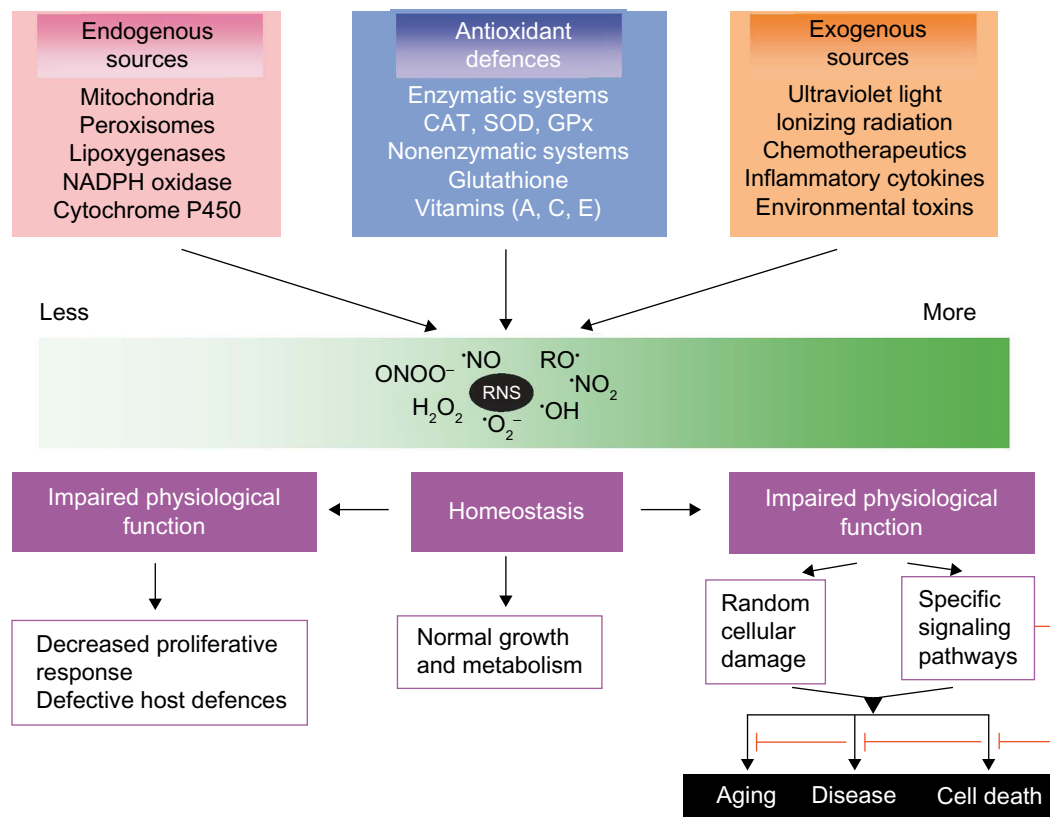 Endogenous
sources
Mitochondria
Peroxisomes
Lipoxygenases
NADPH oxidase
Cytochrome P450
Antioxidant
defences
Enzymatic systems
CAT, SOD, GPx
Nonenzymatic systems
Glutathione
Vitamins (A, C, E)
Exogenous
sources
Ultraviolet light
Ionizing radiation
Chemotherapeutics
Inflammatory cytokines
Environmental toxins
Less
More
ONOO⁻
•NO
RO•
•NO₂
RNS
H₂O₂
•OH
•O₂⁻
Impaired physiological
function
Homeostasis
Impaired physiological
function
Decreased proliferative
response
Defective host defences
Normal growth
and metabolism
Random
cellular
damage
Specific
signaling
pathways
Aging
Disease
Cell death